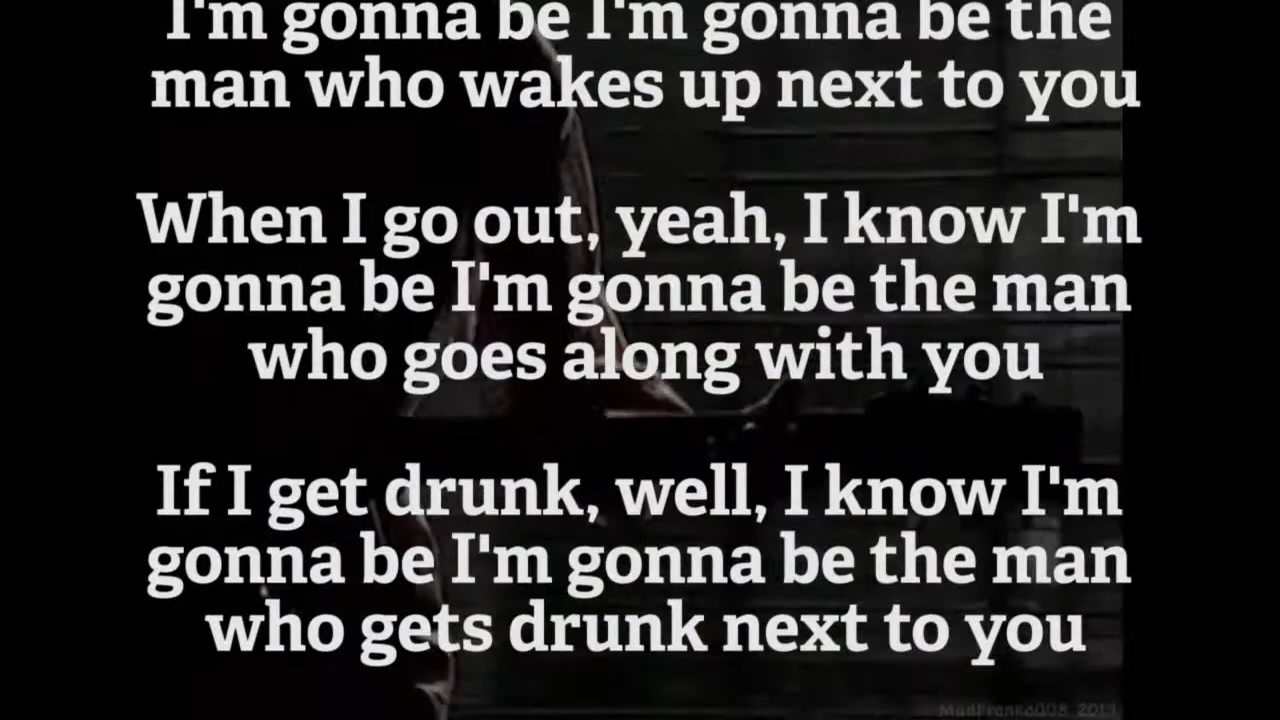 I'm gonna be I'm gonna be the
man who wakes up next to you
When I go out, yeah, I know I'm
gonna be I'm gonna be the man
who goes along with you
If I get drunk, well, I know I'm
gonna be I'm gonna be the man
who gets drunk next to you
MadFranko008 2013